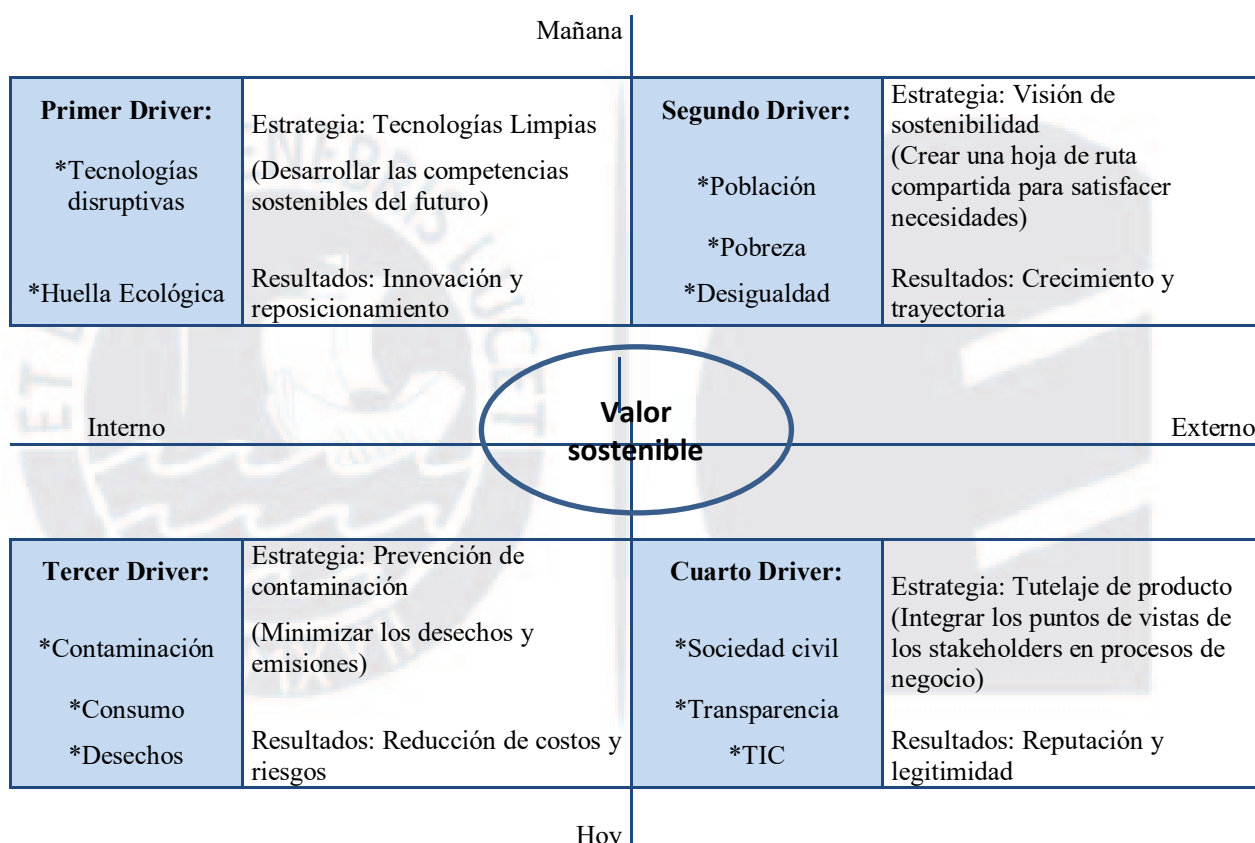 Mañana
Primer Driver:
*Tecnologías
disruptivas
*Huella Ecológica
Estrategia: Tecnologías Limpias
(Desarrollar las competencias
sostenibles del futuro)
Resultados: Innovación y
reposicionamiento
Segundo Driver:
*Población
*Pobreza
*Desigualdad
Estrategia: Visión de
sostenibilidad
(Crear una hoja de ruta
compartida para satisfacer
necesidades)
Resultados: Crecimiento y
trayectoria
Interno
Valor
sostenible
Externo
Tercer Driver:
*Contaminación
*Consumo
*Desechos
Estrategia: Prevención de
contaminación
(Minimizar los desechos y
emisiones)
Resultados: Reducción de costos y
riesgos
Cuarto Driver:
*Sociedad civil
*Transparencia
*TIC
Estrategia: Tutelaje de producto
(Integrar los puntos de vistas de
los stakeholders en procesos de
negocio)
Resultados: Reputación y
legitimidad
Hoy